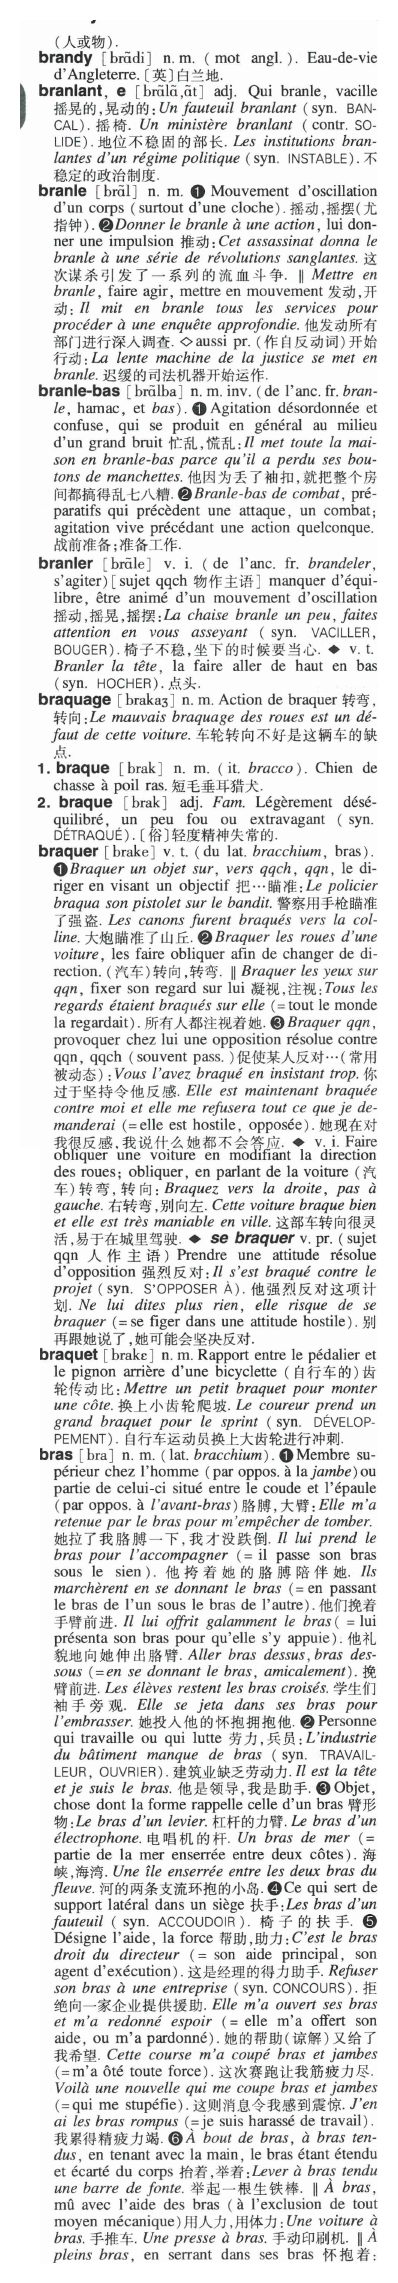 (人或物).
brandy [brãdi] n. m. ( mot angl. ). Eau-de-vie
d'Angleterre.〔英〕白兰地.
branlant, e [brãlã,ãt] adj. Qui branle, vacille
摇晃的,晃动的:Un fauteuil branlant ( syn. BAN-
CAL). 摇椅. Un ministère branlant ( contr. SO-
LIDE). 地位不稳固的部长. Les institutions bran-
lantes d'un régime politique ( syn. INSTABLE). 不
稳定的政治制度.
branle [brãl] n. m. ❶ Mouvement d'oscillation
d'un corps (surtout d'une cloche). 摇动,摇摆(尤
指钟). ❷Donner le branle à une action, lui don-
ner une impulsion 推动:Cet assassinat donna le
branle à une série de révolutions sanglantes. 这
次谋杀引发了一系列的流血斗争. ‖ Mettre en
branle, faire agir, mettre en mouvement 发动,开
动: Il mit en branle tous les services pour
procéder à une enquête approfondie. 他发动所有
部门进行深入调查. ◇aussi pr. (作自反动词)开始
行动:La lente machine de la justice se met en
branle. 迟缓的司法机器开始运作.
branle-bas [brãlba] n. m. inv. (de l'anc. fr. bran-
le, hamac, et bas). ❶Agitation désordonnée et
confuse, qui se produit en général au milieu
d'un grand bruit 忙乱,慌乱:Il met toute la mai-
son en branle-bas parce qu'il a perdu ses bou-
tons de manchettes. 他因为丢了袖扣,就把整个房
间都搞得乱七八糟. ❷Branle-bas de combat, pré-
paratifs qui précèdent une attaque, un combat;
agitation vive précédant une action quelconque.
战前准备;准备工作.
branler [brãle] v. i. ( de l'anc. fr. brandeler,
s'agiter)[sujet qqch 物作主语] manquer d'équi-
libre, être animé d'un mouvement d'oscillation
摇动,摇晃,摇摆:La chaise branle un peu, faites
attention en vous asseyant ( syn. VACILLER,
BOUGER). 椅子不稳,坐下的时候要当心. ◆ v. t.
Branler la tête, la faire aller de haut en bas
(syn. HOCHER). 点头.
braquage [brakaʒ] n. m. Action de braquer 转弯,
转向:Le mauvais braquage des roues est un dé-
faut de cette voiture. 车轮转向不好是这辆车的缺
点.
1. braque [brak] n. m. ( it. bracco). Chien de
chasse à poil ras. 短毛垂耳猎犬.
2. braque [brak] adj. Fam. Légèrement désé-
quilibré, un peu fou ou extravagant ( syn.
DÉTRAQUÉ).〔俗〕轻度精神失常的.
braquer [brake] v. t. ( du lat. bracchium, bras).
❶Braquer un objet sur, vers qqch, qqn, le di-
riger en visant un objectif 把…瞄准:Le policier
braqua son pistolet sur le bandit. 警察用手枪瞄准
了强盗. Les canons furent braqués vers la col-
line. 大炮瞄准了山丘. ❷Braquer les roues d'une
voiture, les faire obliquer afin de changer de di-
rection. (汽车)转向,转弯. ‖ Braquer les yeux sur
qqn, fixer son regard sur lui 凝视,注视:Tous les
regards étaient braqués sur elle (=tout le monde
la regardait). 所有人都注视着她. ❸Braquer qqn,
provoquer chez lui une opposition résolue contre
qqn, qqch (souvent pass. )促使某人反对…(常用
被动态):Vous l'avez braqué en insistant trop. 你
过于坚持令他反感. Elle est maintenant braquée
contre moi et elle me refusera tout ce que je de-
manderai (=elle est hostile, opposée). 她现在对
我很反感,我说什么她都不会答应. ◆ v. i. Faire
obliquer une voiture en modifiant la direction
des roues; obliquer, en parlant de la voiture (汽
车)转弯,转向: Braquez vers la droite, pas à
gauche. 右转弯,别向左. Cette voiture braque bien
et elle est très maniable en ville. 这部车转向很灵
活,易于在城里驾驶. ◆ se braquer v. pr. (sujet
qqn 人作主语) Prendre une attitude résolue
d'opposition 强烈反对:Il s'est braqué contre le
projet (syn. S'OPPOSER À). 他强烈反对这项计
划. Ne lui dites plus rien, elle risque de se
braquer (=se figer dans une attitude hostile). 别
再跟她说了,她可能会坚决反对.
braquet [brakɛ] n. m. Rapport entre le pédalier et
le pignon arrière d'une bicyclette (自行车的)齿
轮传动比:Mettre un petit braquet pour monter
une côte. 换上小齿轮爬坡. Le coureur prend un
grand braquet pour le sprint ( syn. DÉVELOP-
PEMENT). 自行车运动员换上大齿轮进行冲刺.
bras [bra] n. m. (lat. bracchium). ❶Membre su-
périeur chez l'homme (par oppos. à la jambe)ou
partie de celui-ci situé entre le coude et l'épaule
(par oppos. à l'avant-bras)胳膊,大臂:Elle m'a
retenue par le bras pour m'empêcher de tomber.
她拉了我胳膊一下,我才没跌倒. Il lui prend le
bras pour l'accompagner (= il passe son bras
sous le sien). 他挎着她的胳膊陪伴她. Ils
marchèrent en se donnant le bras (=en passant
le bras de l'un sous le bras de l'autre). 他们挽着
手臂前进. Il lui offrit galamment le bras( = lui
présenta son bras pour qu'elle s'y appuie). 他礼
貌地向她伸出胳臂. Aller bras dessus, bras des-
sous (=en se donnant le bras, amicalement). 挽
臂前进. Les élèves restent les bras croisés. 学生们
袖手旁观. Elle se jeta dans ses bras pour
l'embrasser. 她投入他的怀抱拥抱他. ❷Personne
qui travaille ou qui lutte 劳力,兵员:L'industrie
du bâtiment manque de bras ( syn. TRAVAIL-
LEUR, OUVRIER). 建筑业缺乏劳动力. Il est la tête
et je suis le bras. 他是领导,我是助手. ❸Objet,
chose dont la forme rappelle celle d'un bras 臂形
物:Le bras d'un levier. 杠杆的力臂. Le bras d'un
électrophone. 电唱机的杆. Un bras de mer (=
partie de la mer enserrée entre deux côtes). 海
峡,海湾. Une île enserrée entre les deux bras du
fleuve. 河的两条支流环抱的小岛. ❹Ce qui sert de
support latéral dans un siège 扶手:Les bras d'un
fauteuil ( syn. ACCOUDOIR). 椅子的扶手. ❺
Désigne l'aide, la force 帮助,助力:C'est le bras
droit du directeur (= son aide principal, son
agent d'exécution). 这是经理的得力助手. Refuser
son bras à une entreprise (syn. CONCOURS). 拒
绝向一家企业提供援助. Elle m'a ouvert ses bras
et m'a redonné espoir (= elle m'a offert son
aide, ou m'a pardonné). 她的帮助(谅解)又给了
我希望. Cette course m'a coupé bras et jambes
(=m'a ôté toute force). 这次赛跑让我筋疲力尽.
Voilà une nouvelle qui me coupe bras et jambes
(=qui me stupéfie). 这则消息令我感到震惊. J'en
ai les bras rompus (=je suis harassé de travail).
我累得精疲力竭. ❻À bout de bras, à bras ten-
dus, en tenant avec la main, le bras étant étendu
et écarté du corps 抬着,举着:Lever à bras tendu
une barre de fonte. 举起一根生铁棒. ‖ À bras,
mû avec l'aide des bras (à l'exclusion de tout
moyen mécanique)用人力,用体力:Une voiture à
bras. 手推车. Une presse à bras. 手动印刷机. ‖ À
pleins bras, en serrant dans ses bras 怀抱着: